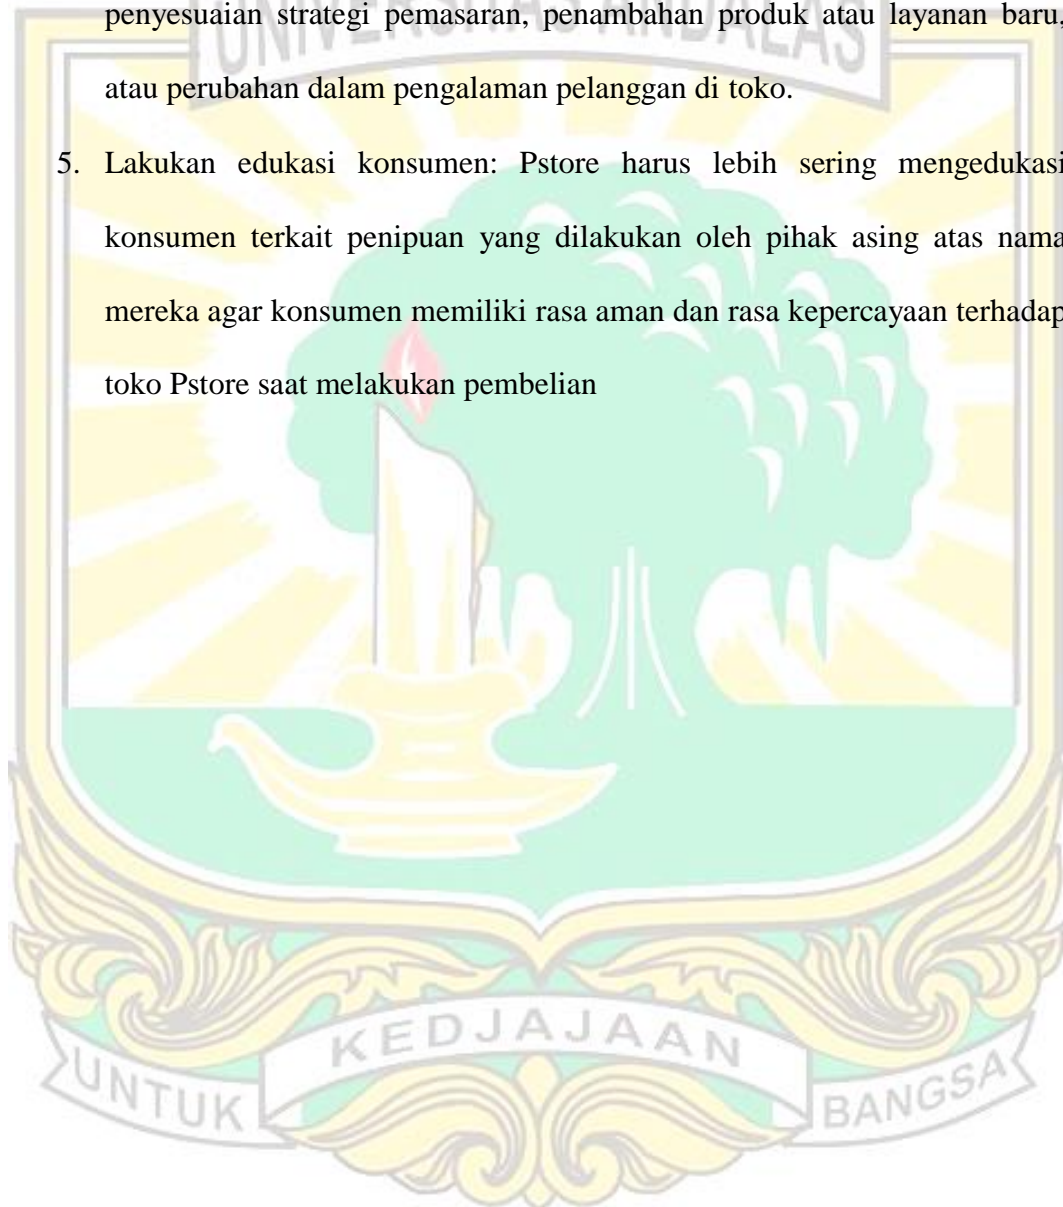 UNIVERSITAS ANDALAS
penyesuaian strategi pemasaran, penambahan produk atau layanan baru,
atau perubahan dalam pengalaman pelanggan di toko.
5. Lakukan edukasi konsumen: Pstore harus lebih sering mengedukasi
konsumen terkait penipuan yang dilakukan oleh pihak asing atas nama
mereka agar konsumen memiliki rasa aman dan rasa kepercayaan terhadap
toko Pstore saat melakukan pembelian
UNTUK KEDJAJAAN BANGSA